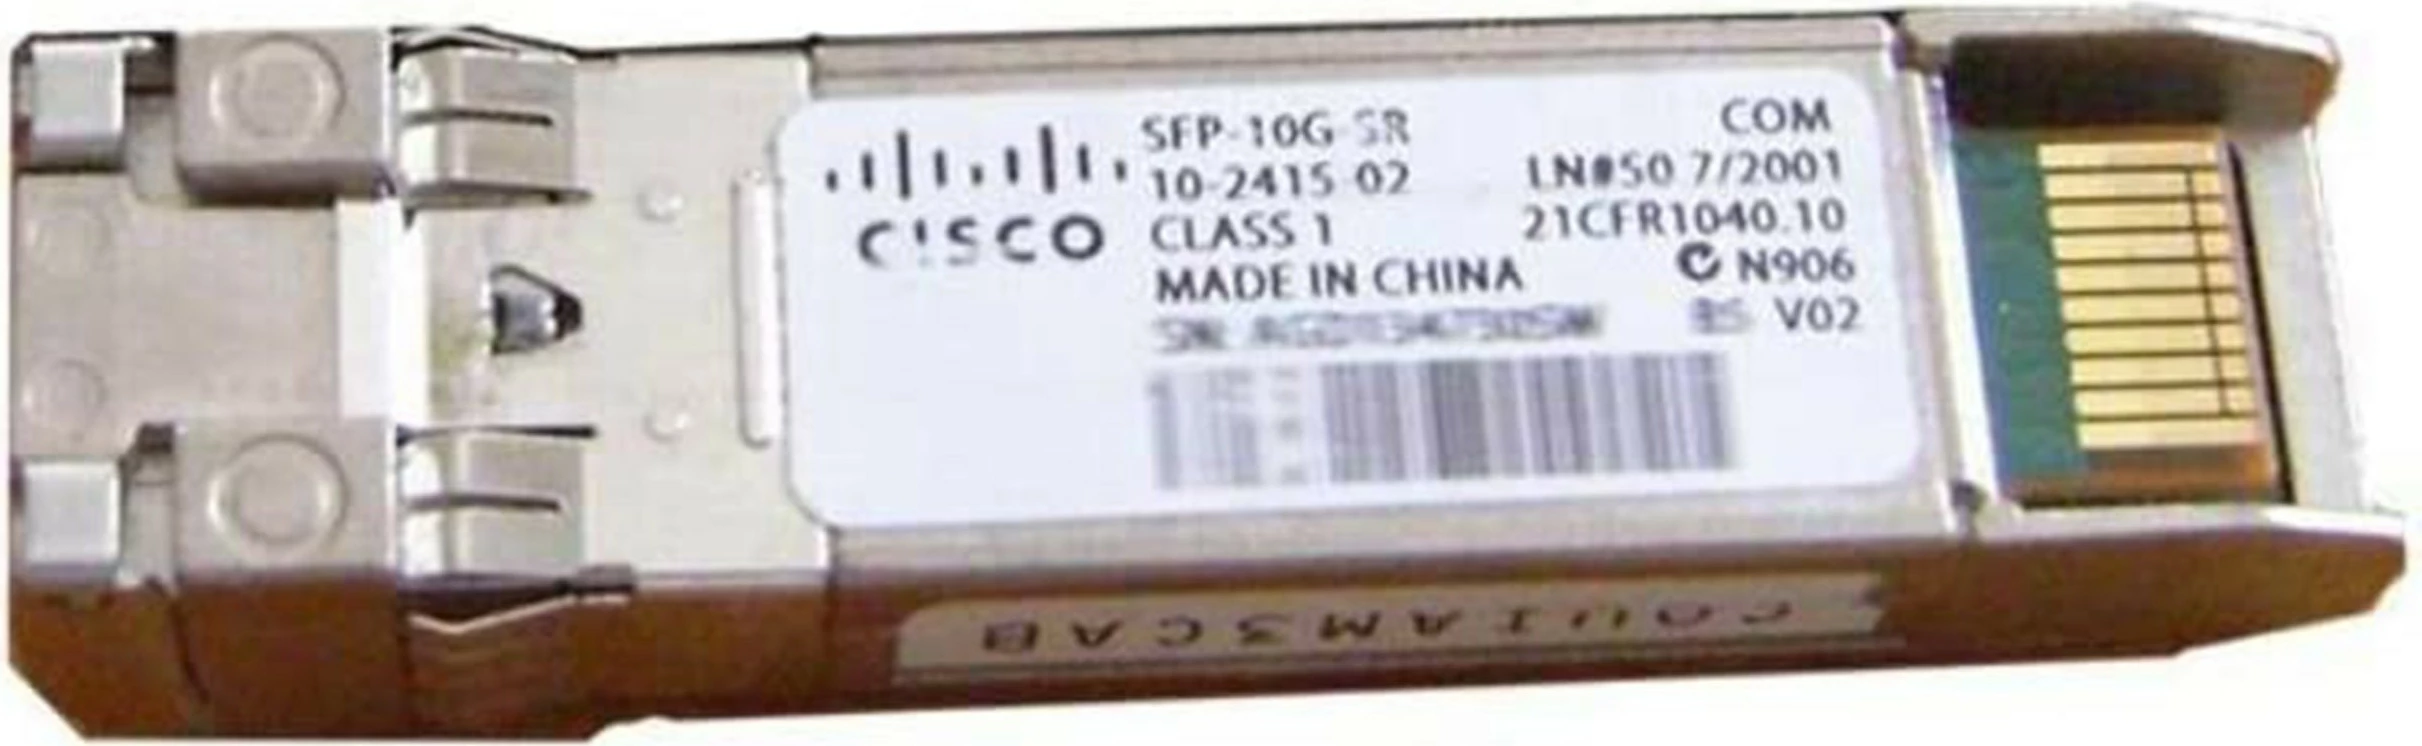 CISCO
SFP-10G-SR
10-2415 02
CLASS 1
MADE IN CHINA
COM
LN#50 7/2001
21CFR1040.10
N906
V02